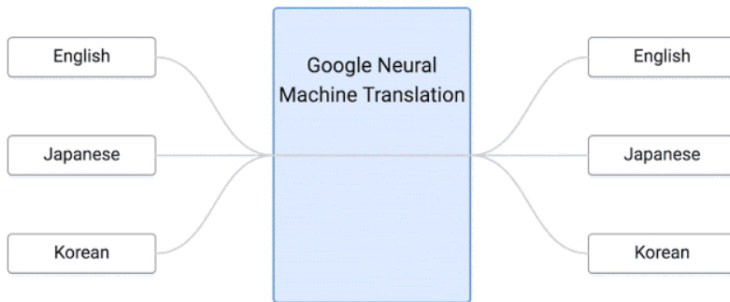 English
Japanese
Korean
Google Neural
Machine Translation
English
Japanese
Korean